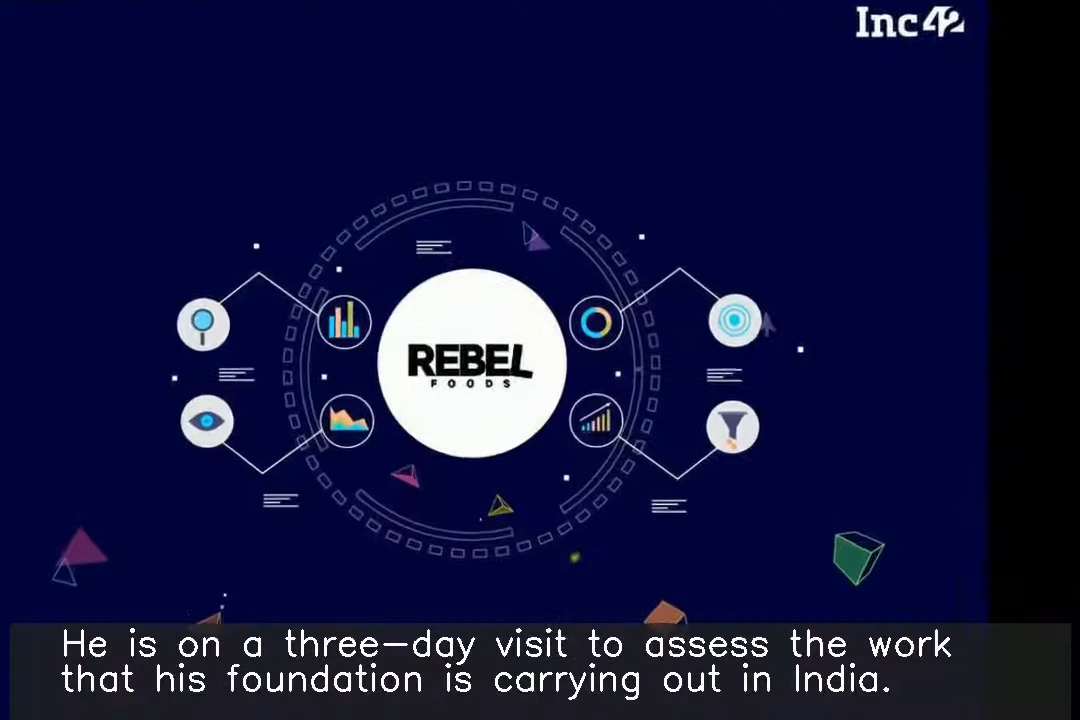 Inc42
REBEL
FOODS
He is on a three-day visit to assess the work
that his foundation is carrying out in India.